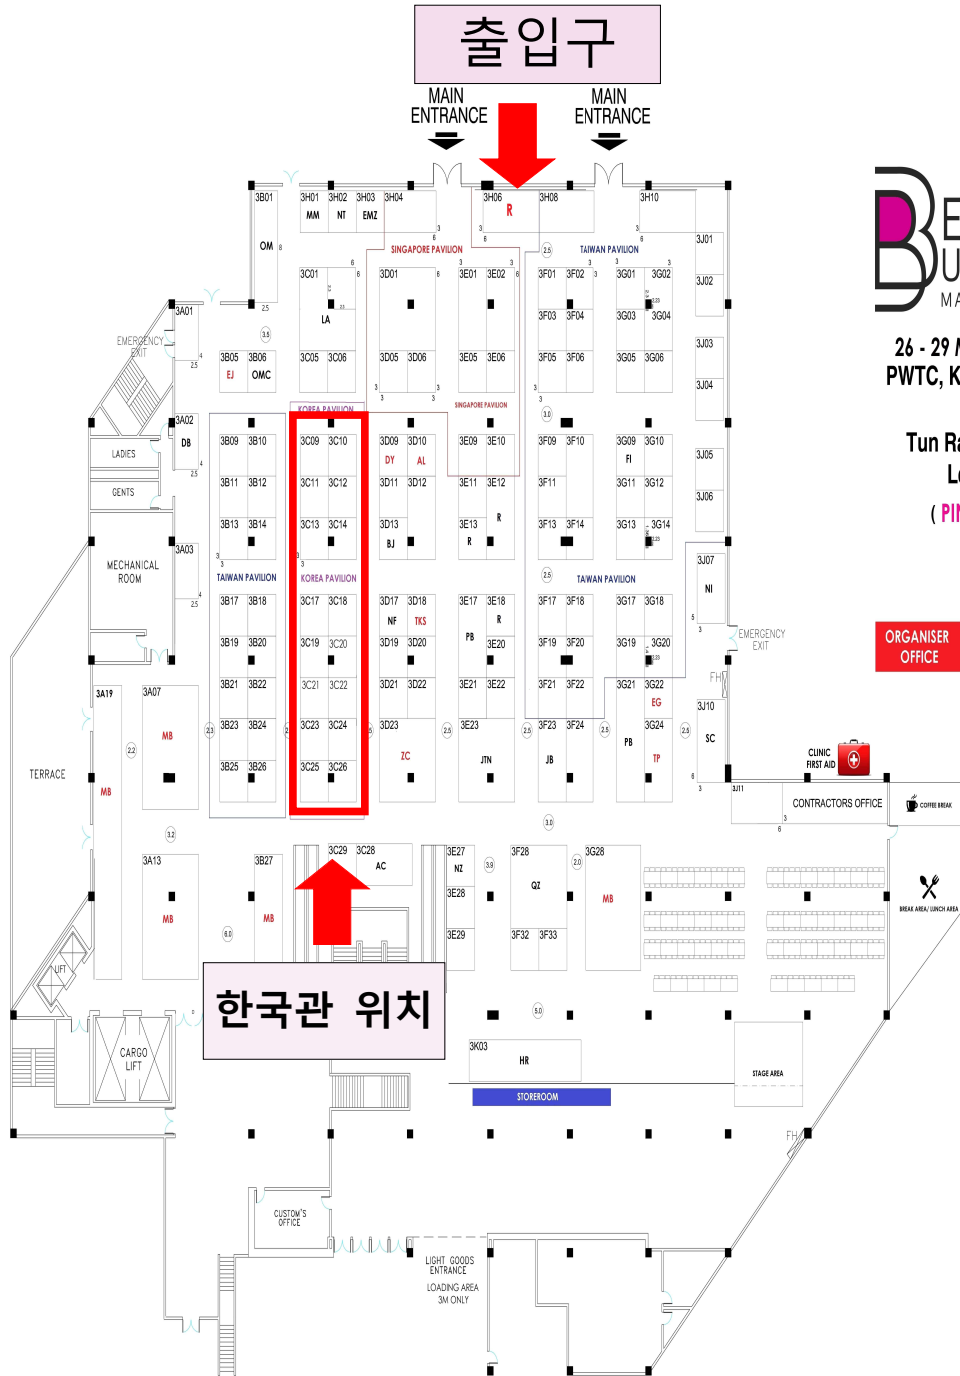 출입구
MAIN
ENTRANCE
MAIN
ENTRANCE
3B01
3H01 3H02 3H03 3H04 3H06 3H08 3H10
MM NT EMZ R
OM
SINGAPORE PAVILION TAIWAN PAVILION
3J01
3C01 3D01 3E01 3E02 3F01 3F02 3G01 3G02
3J02
3A01 LA 3F03 3F04 3G03 3G04
EMERGENCY
EXIT
3J03
3B05 3B06 3C05 3C06 3D05 3D06 3E05 3E06 3F05 3F06 3G05 3G06
EJ OMC
3J04
KOREA PAVILION SINGAPORE PAVILION
3A02
DB
3B09 3B10 3C09 3C10 3D09 3D10 3E09 3E10 3F09 3F10 3G09 3G10
DY AL FI
3J05
LADIES
3B11 3B12 3C11 3C12 3D11 3D12 3E11 3E12 3F11 3G11 3G12
GENTS
3J06
R
3B13 3B14 3C13 3C14 3D13 3E13 3F13 3F14 3G13 3G14
BJ R
3A03
MECHANICAL
ROOM
3J07
NI
TAIWAN PAVILION KOREA PAVILION TAIWAN PAVILION
3B17 3B18 3C17 3C18 3D17 3D18 3E17 3E18 3F17 3F18 3G17 3G18
NF TKS PB R
3B19 3B20 3C19 3C20 3D19 3D20 3E20 3F19 3F20 3G19 3G20
EMERGENCY
EXIT
FH
3A19 3A07
3B21 3B22 3C21 3C22 3D21 3D22 3E21 3E22 3F21 3F22 3G21 3G22
EG
3J10
SC
MB
3B23 3B24 3C23 3C24 3D23 3E23 3F23 3F24 3G24
ZC JTN JB PB TP
3B25 3B26 3C25 3C26
TERRACE
MB
26 - 29 M
PWTC, K
Tun Ra
Le
( PIN
ORGANISER
OFFICE
CLINIC
FIRST AID
3J11 CONTRACTORS OFFICE
COFFEE BREAK
3A13 3B27 3C29 3C28 3E27 3F28 3G28
MB MB AC NZ QZ MB
3E28
3E29 3F32 3F33
BREAK AREA/ LUNCH AREA
LIFT
한국관 위치
CARGO
LIFT
3K03
HR
STAGE AREA
STOREROOM
FH
CUSTOM'S
OFFICE
LIGHT GOODS
ENTRANCE
LOADING AREA
3M ONLY